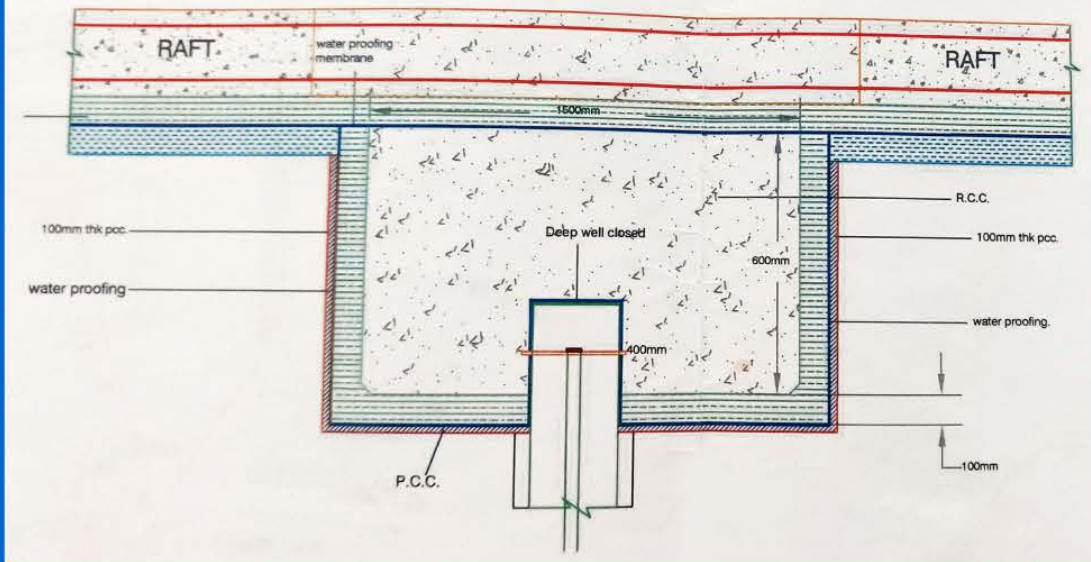 RAFT
water proofing
membrane
RAFT
1500mm
R.C.C.
100mm thk pcc.
Deep well closed
100mm thk pcc.
600mm
water proofing
water proofing.
400mm
100mm
P.C.C.